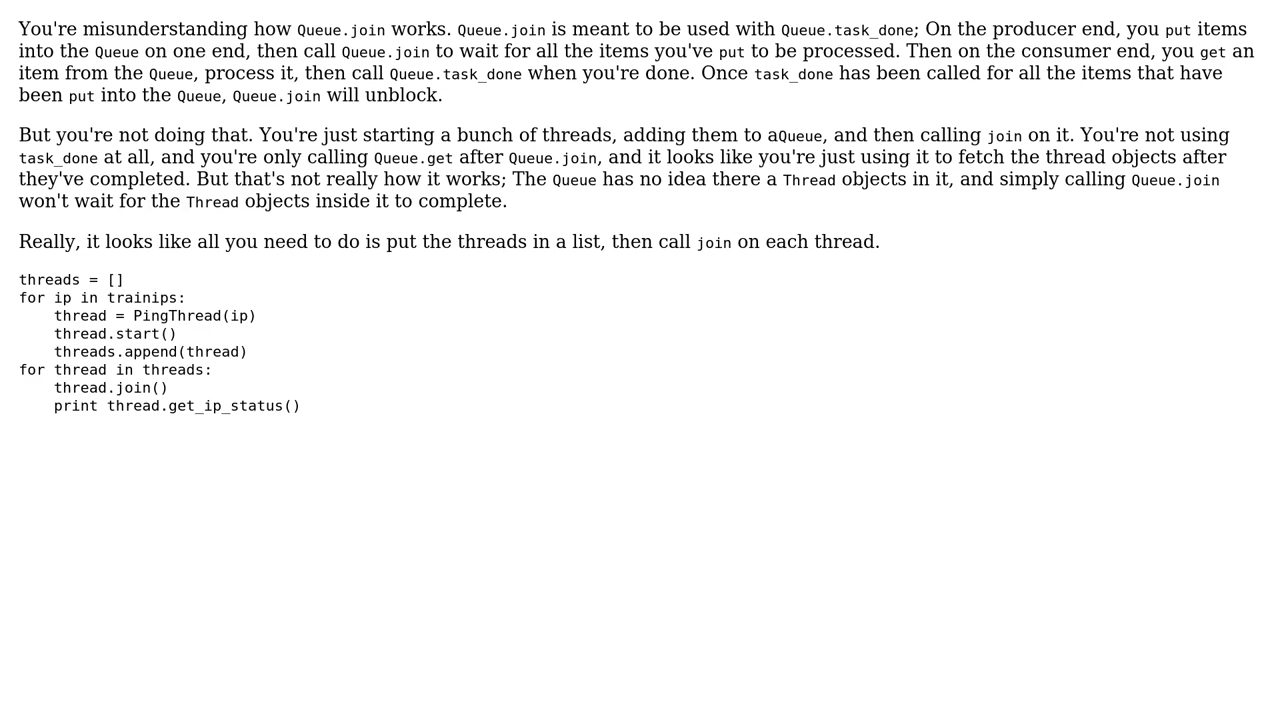 You're misunderstanding how Queue.join works. Queue.join is meant to be used with Queue.task_done; On the producer end, you put items
into the Queue on one end, then call Queue.join to wait for all the items you've put to be processed. Then on the consumer end, you get an
item from the Queue, process it, then call Queue.task_done when you're done. Once task_done has been called for all the items that have
been put into the Queue, Queue.join will unblock.
But you're not doing that. You're just starting a bunch of threads, adding them to aQueue, and then calling join on it. You're not using
task_done at all, and you're only calling Queue.get after Queue.join, and it looks like you're just using it to fetch the thread objects after
they've completed. But that's not really how it works; The Queue has no idea there a Thread objects in it, and simply calling Queue.join
won't wait for the Thread objects inside it to complete.
Really, it looks like all you need to do is put the threads in a list, then call join on each thread.
threads = []
for ip in trainips:
    thread = PingThread(ip)
    thread.start()
    threads.append(thread)
for thread in threads:
    thread.join()
    print thread.get_ip_status()